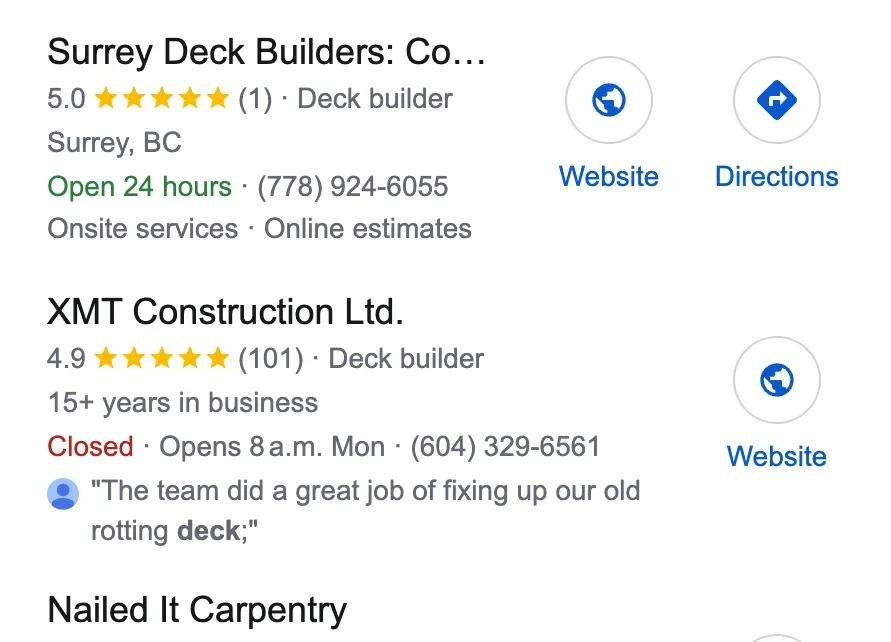 Surrey Deck Builders: Co…
5.0 ★★★★★ (1) · Deck builder
Surrey, BC
Open 24 hours · (778) 924-6055
Onsite services · Online estimates
Website
Directions
XMT Construction Ltd.
4.9 ★★★★★ (101) · Deck builder
15+ years in business
Closed · Opens 8 a.m. Mon · (604) 329-6561
"The team did a great job of fixing up our old
rotting deck;"
Website
Nailed It Carpentry